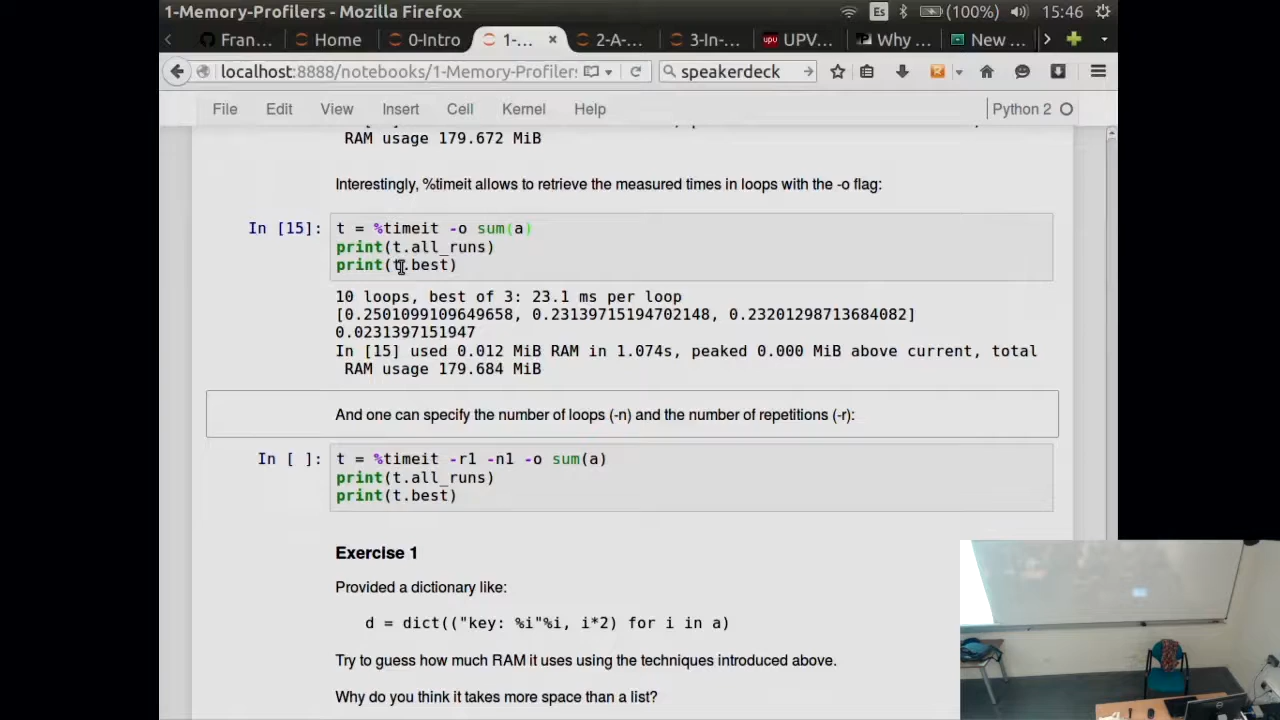 1-Memory-Profilers - Mozilla Firefox
Es
(100%)
15:46
Fran...
Home
0-Intro
1-...
2-A-...
3-In-...
upu
UPV...
Why ...
New ...
localhost:8888/notebooks/1-Memory-Profiler:
speakerdeck
File Edit View Insert Cell Kernel Help
Python 2
RAM usage 179.672 MiB
Interestingly, %timeit allows to retrieve the measured times in loops with the -o flag:
In [15]: t = %timeit -o sum(a)
print(t.all_runs)
print(t.best)
10 loops, best of 3: 23.1 ms per loop
[0.2501099109649658, 0.23139715194702148, 0.23201298713684082]
0.0231397151947
In [15] used 0.012 MiB RAM in 1.074s, peaked 0.000 MiB above current, total
RAM usage 179.684 MiB
And one can specify the number of loops (-n) and the number of repetitions (-r):
In [ ]: t = %timeit -r1 -n1 -o sum(a)
print(t.all_runs)
print(t.best)
Exercise 1
Provided a dictionary like:
d = dict(("key: %i"%i, i*2) for i in a)
Try to guess how much RAM it uses using the techniques introduced above.
Why do you think it takes more space than a list?